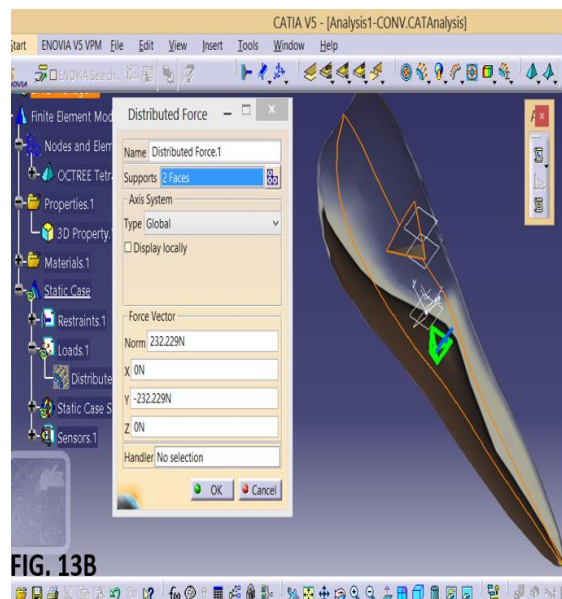 CATIA V5 - [Analysis1-CONV.CATAnalysis]
Start ENOVIA V5 VPM File Edit View Insert Tools Window Help
ENOVIA Search..
Finite Element Mod
Nodes and Elem
OCTREE Tetr
Properties.1
3D Property.
Materials.1
Static Case
Restraints.1
Loads.1
Distribute
Static Case S
Sensors.1
Distributed Force
Name Distributed Force.1
Supports 2 Faces
Axis System
Type Global
Display locally
Force Vector
Norm 232.229N
X 0N
Y -232.229N
Z 0N
Handler No selection
OK Cancel
FIG. 13B